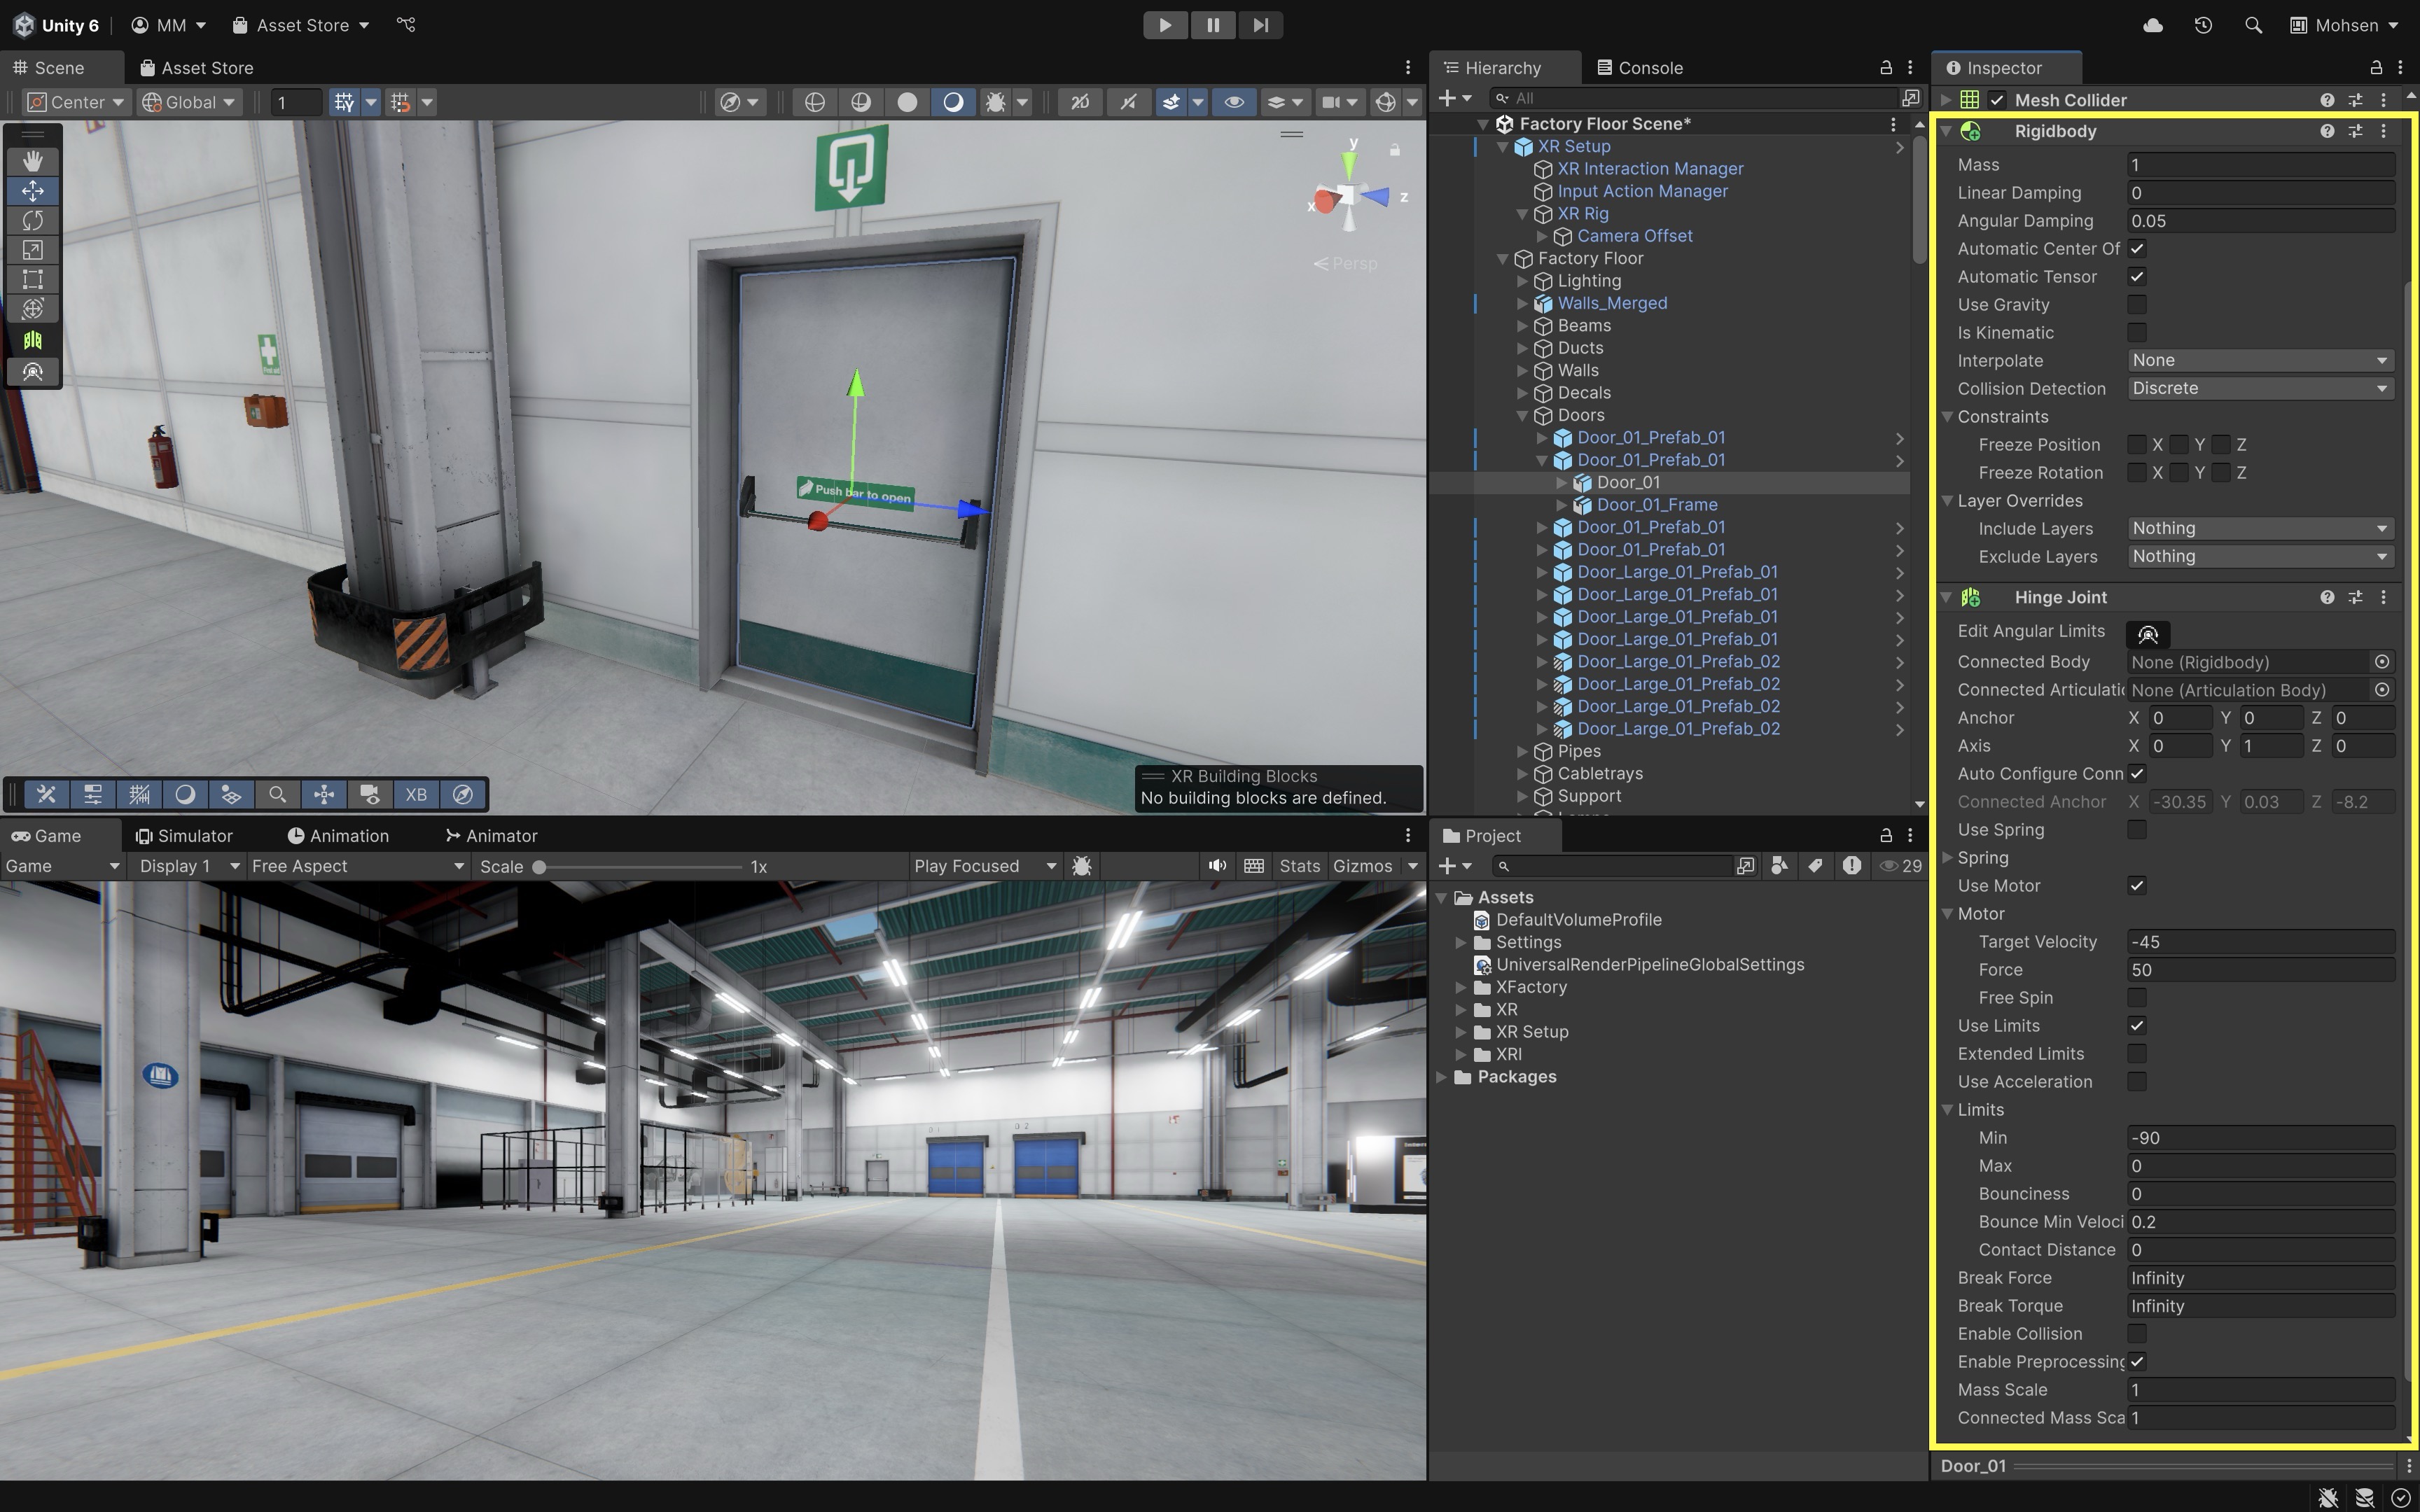 Unity 6
MM
Asset Store
Mohsen
Scene
Asset Store
Center
Global
1
2D
y
x
z
Persp
Push bar to open
XR Building Blocks
No building blocks are defined.
XB
Hierarchy
Console
All
Factory Floor Scene*
XR Setup
XR Interaction Manager
Input Action Manager
XR Rig
Camera Offset
Factory Floor
Lighting
Walls_Merged
Beams
Ducts
Walls
Decals
Doors
Door_01_Prefab_01
Door_01_Prefab_01
Door_01
Door_01_Frame
Door_01_Prefab_01
Door_01_Prefab_01
Door_Large_01_Prefab_01
Door_Large_01_Prefab_01
Door_Large_01_Prefab_01
Door_Large_01_Prefab_01
Door_Large_01_Prefab_02
Door_Large_01_Prefab_02
Door_Large_01_Prefab_02
Door_Large_01_Prefab_02
Pipes
Cabletrays
Support
Game
Simulator
Animation
Animator
Game
Display 1
Free Aspect
Scale
1x
Play Focused
Stats
Gizmos
Project
29
Assets
DefaultVolumeProfile
Settings
UniversalRenderPipelineGlobalSettings
XFactory
XR
XR Setup
XRI
Packages
Inspector
Mesh Collider
Rigidbody
Mass 1
Linear Damping 0
Angular Damping 0.05
Automatic Center Of
Automatic Tensor
Use Gravity
Is Kinematic
Interpolate None
Collision Detection Discrete
Constraints
Freeze Position X Y Z
Freeze Rotation X Y Z
Layer Overrides
Include Layers Nothing
Exclude Layers Nothing
Hinge Joint
Edit Angular Limits
Connected Body None (Rigidbody)
Connected Articulatio None (Articulation Body)
Anchor X 0 Y 0 Z 0
Axis X 0 Y 1 Z 0
Auto Configure Conn
Connected Anchor X -30.35 Y 0.03 Z -8.2
Use Spring
Spring
Use Motor
Motor
Target Velocity -45
Force 50
Free Spin
Use Limits
Extended Limits
Use Acceleration
Limits
Min -90
Max 0
Bounciness 0
Bounce Min Veloci 0.2
Contact Distance 0
Break Force Infinity
Break Torque Infinity
Enable Collision
Enable Preprocessing
Mass Scale 1
Connected Mass Sca 1
Door_01